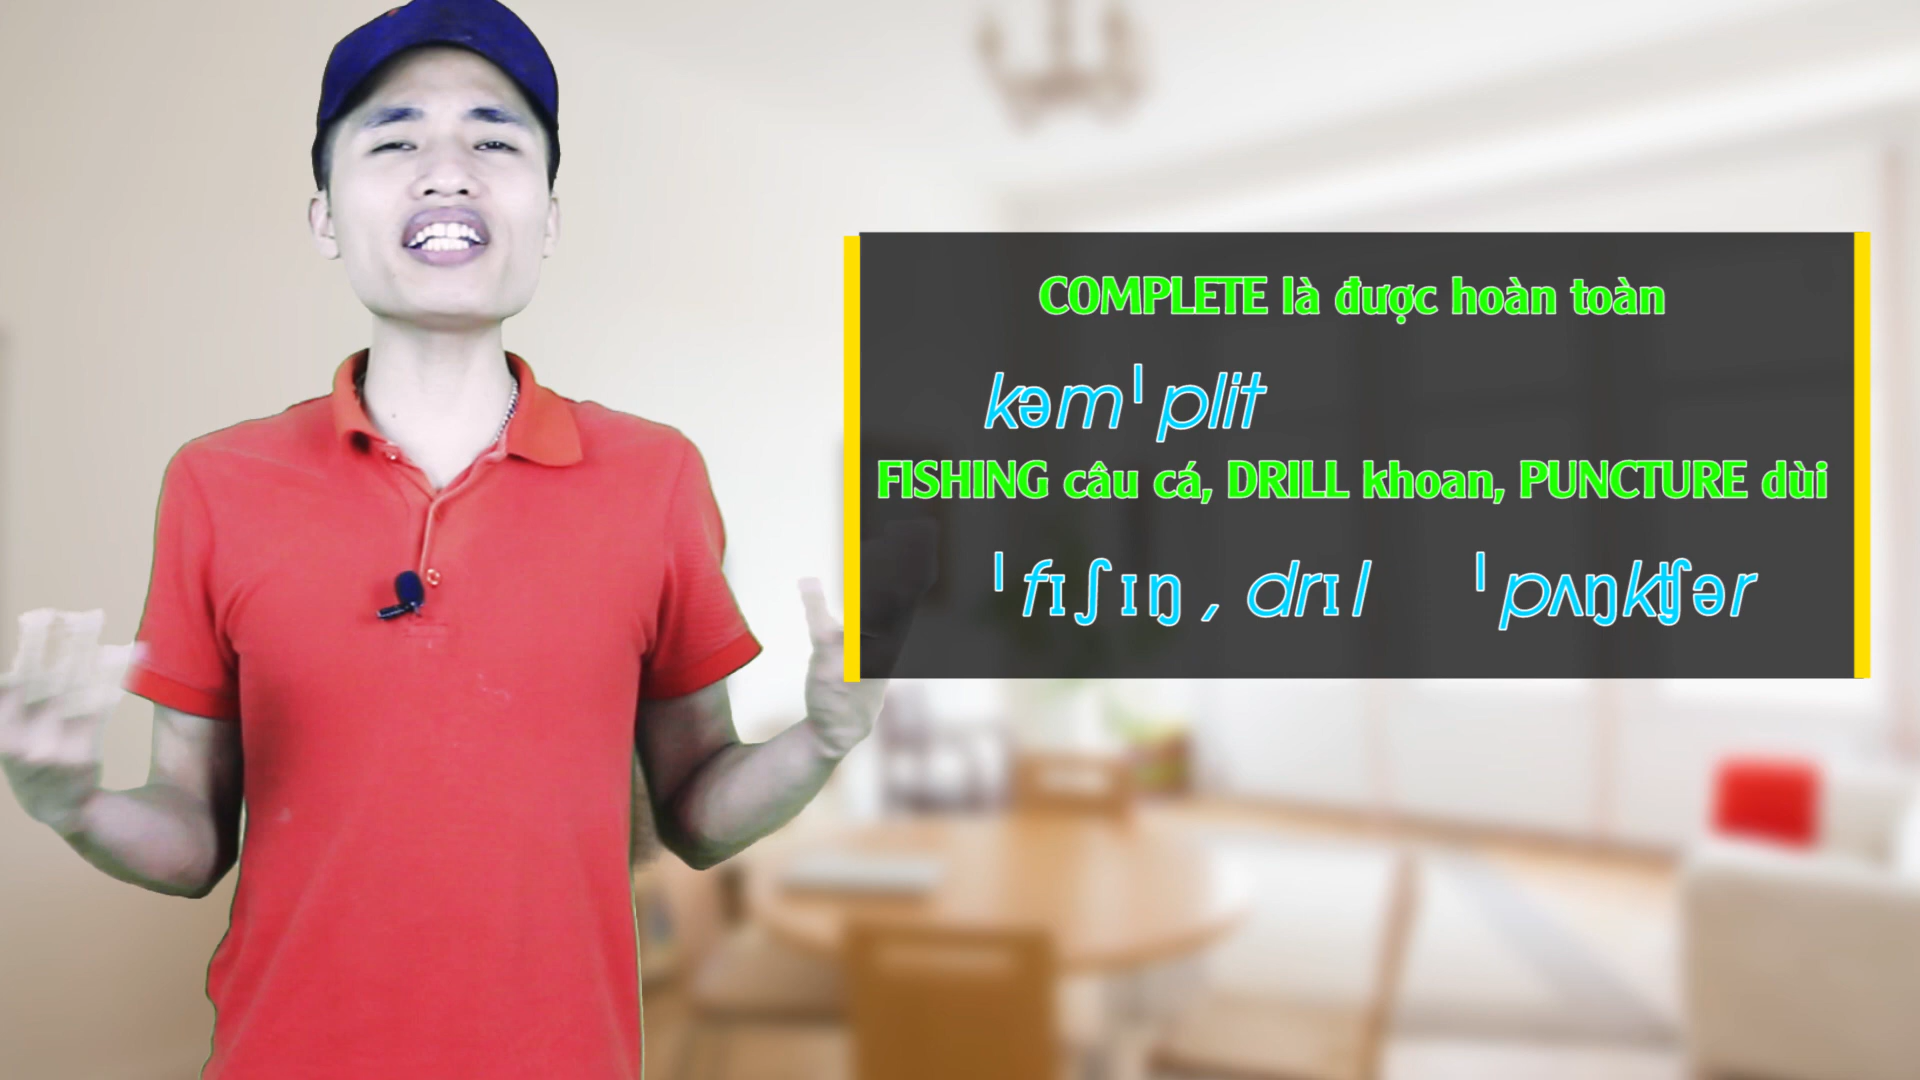 COMPLETE là được hoàn toàn
kəmˈplit
FISHING câu cá, DRILL khoan, PUNCTURE dùi
ˈfɪʃɪŋ, drɪl ˈpʌŋkʧər